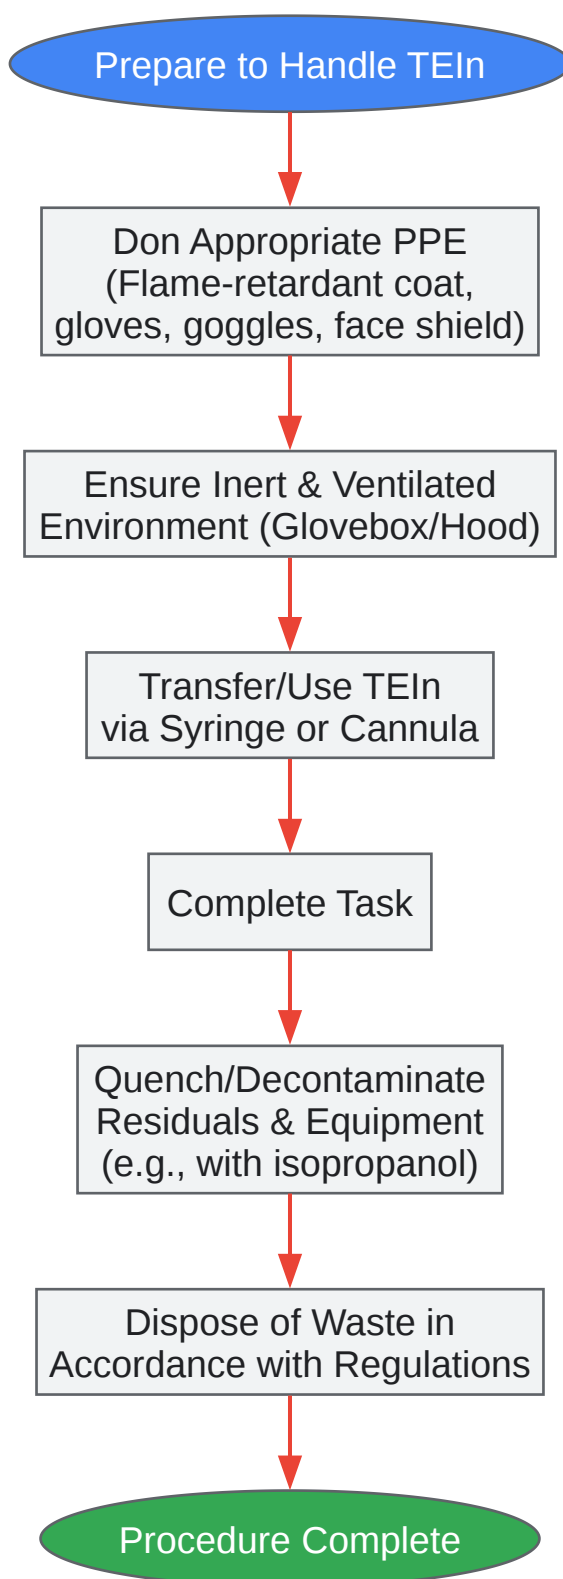 Prepare to Handle TEIn
Don Appropriate PPE
(Flame-retardant coat,
gloves, goggles, face shield)
Ensure Inert & Ventilated
Environment (Glovebox/Hood)
Transfer/Use TEIn
via Syringe or Cannula
Complete Task
Quench/Decontaminate
Residuals & Equipment
(e.g., with isopropanol)
Dispose of Waste in
Accordance with Regulations
Procedure Complete